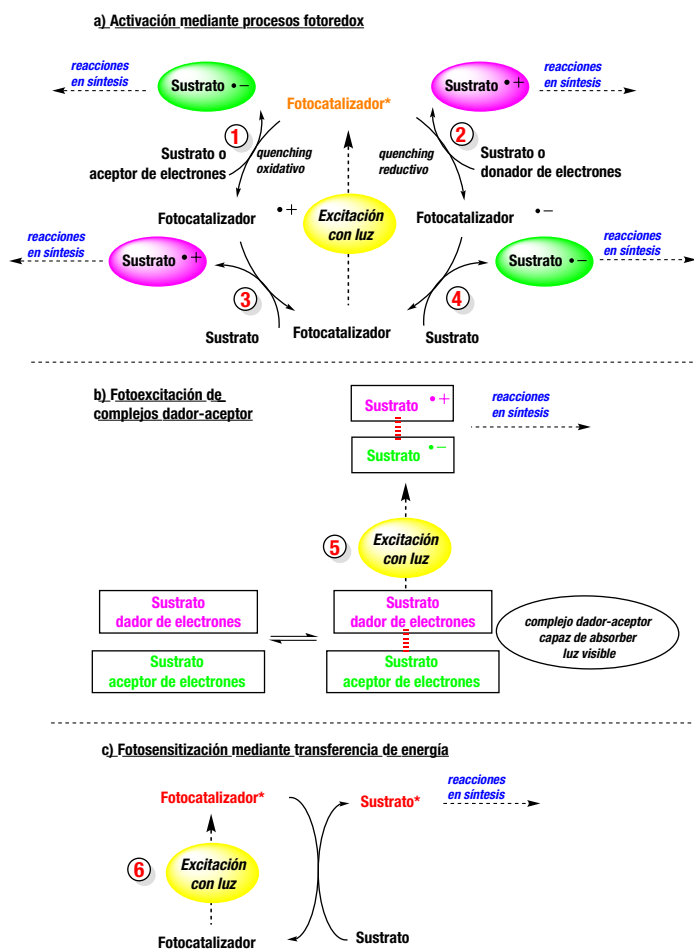 a) Activación mediante procesos fotoredox
reacciones
en síntesis
Sustrato •−
Fotocatalizador*
Sustrato •+
reacciones
en síntesis
1
2
Sustrato o
aceptor de electrones
quenching
oxidativo
quenching
reductivo
Sustrato o
donador de electrones
Fotocatalizador •+
Excitación
con luz
Fotocatalizador •−
reacciones
en síntesis
Sustrato •+
Sustrato •−
reacciones
en síntesis
3
4
Sustrato
Fotocatalizador
Sustrato
b) Fotoexcitación de
complejos dador-aceptor
Sustrato •+
Sustrato •−
reacciones
en síntesis
5
Excitación
con luz
Sustrato
dador de electrones
Sustrato
aceptor de electrones
Sustrato
dador de electrones
Sustrato
aceptor de electrones
complejo dador-aceptor
capaz de absorber
luz visible
c) Fotosensitización mediante transferencia de energía
Fotocatalizador*
Sustrato*
reacciones
en síntesis
6
Excitación
con luz
Fotocatalizador
Sustrato